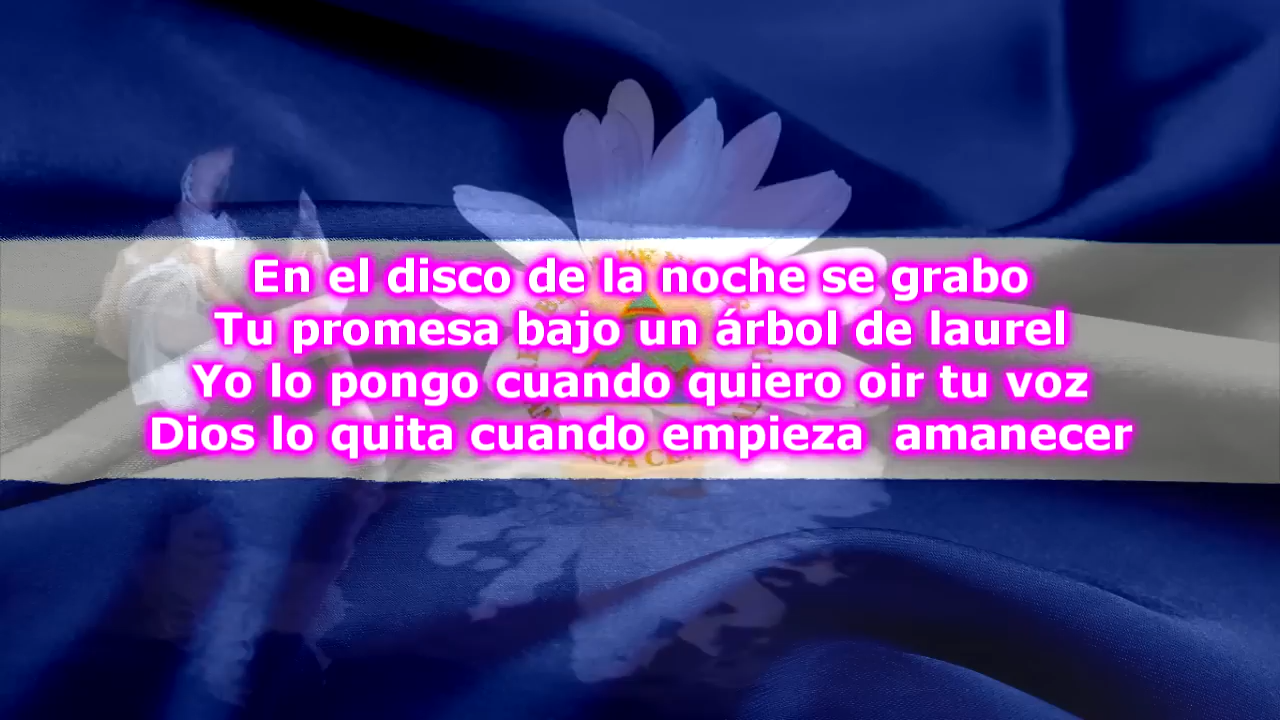 En el disco de la noche se grabo
Tu promesa bajo un árbol de laurel
Yo lo pongo cuando quiero oir tu voz
Dios lo quita cuando empieza  amanecer